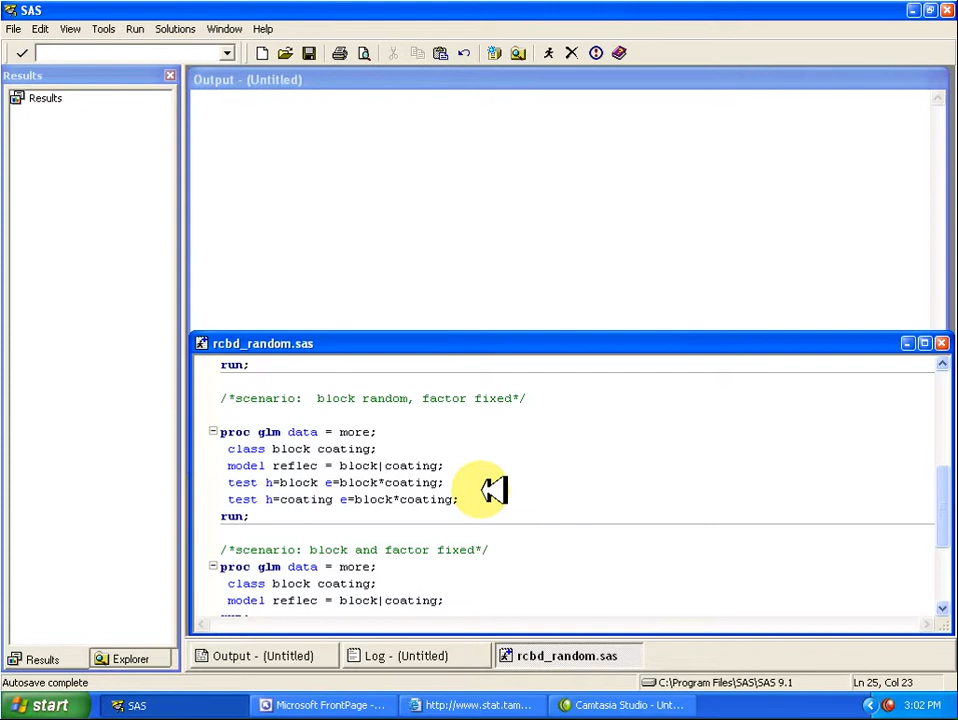 SAS
File Edit View Tools Run Solutions Window Help
Results
Output - (Untitled)
Results
rcbd_random.sas
run;
/*scenario:  block random, factor fixed*/
proc glm data = more;
class block coating;
model reflec = block|coating;
test h=block e=block*coating;
test h=coating e=block*coating;
run;
/*scenario: block and factor fixed*/
proc glm data = more;
class block coating;
model reflec = block|coating;
Results Explorer Output - (Untitled) Log - (Untitled) rcbd_random.sas
Autosave complete C:\Program Files\SAS\SAS 9.1 Ln 25, Col 23
start SAS Microsoft FrontPage -... http://www.stat.tam... Camtasia Studio - Unt... 3:02 PM